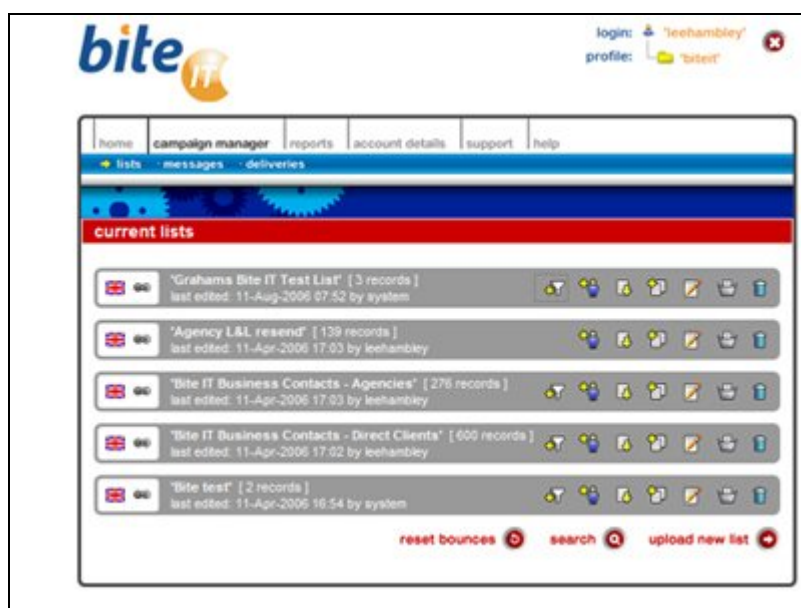 bite
IT
login: 'leehambley'
profile: 'biteit'
home campaign manager reports account details support help
lists · messages · deliveries
current lists
'Grahams Bite IT Test List' [ 3 records ]
last edited: 11-Aug-2006 07:52 by system
'Agency L&L resend' [ 139 records ]
last edited: 11-Apr-2006 17:03 by leehambley
'Bite IT Business Contacts - Agencies' [ 276 records ]
last edited: 11-Apr-2006 17:03 by leehambley
'Bite IT Business Contacts - Direct Clients' [ 600 records ]
last edited: 11-Apr-2006 17:02 by leehambley
'Bite test' [ 2 records ]
last edited: 11-Apr-2006 16:54 by system
reset bounces search upload new list